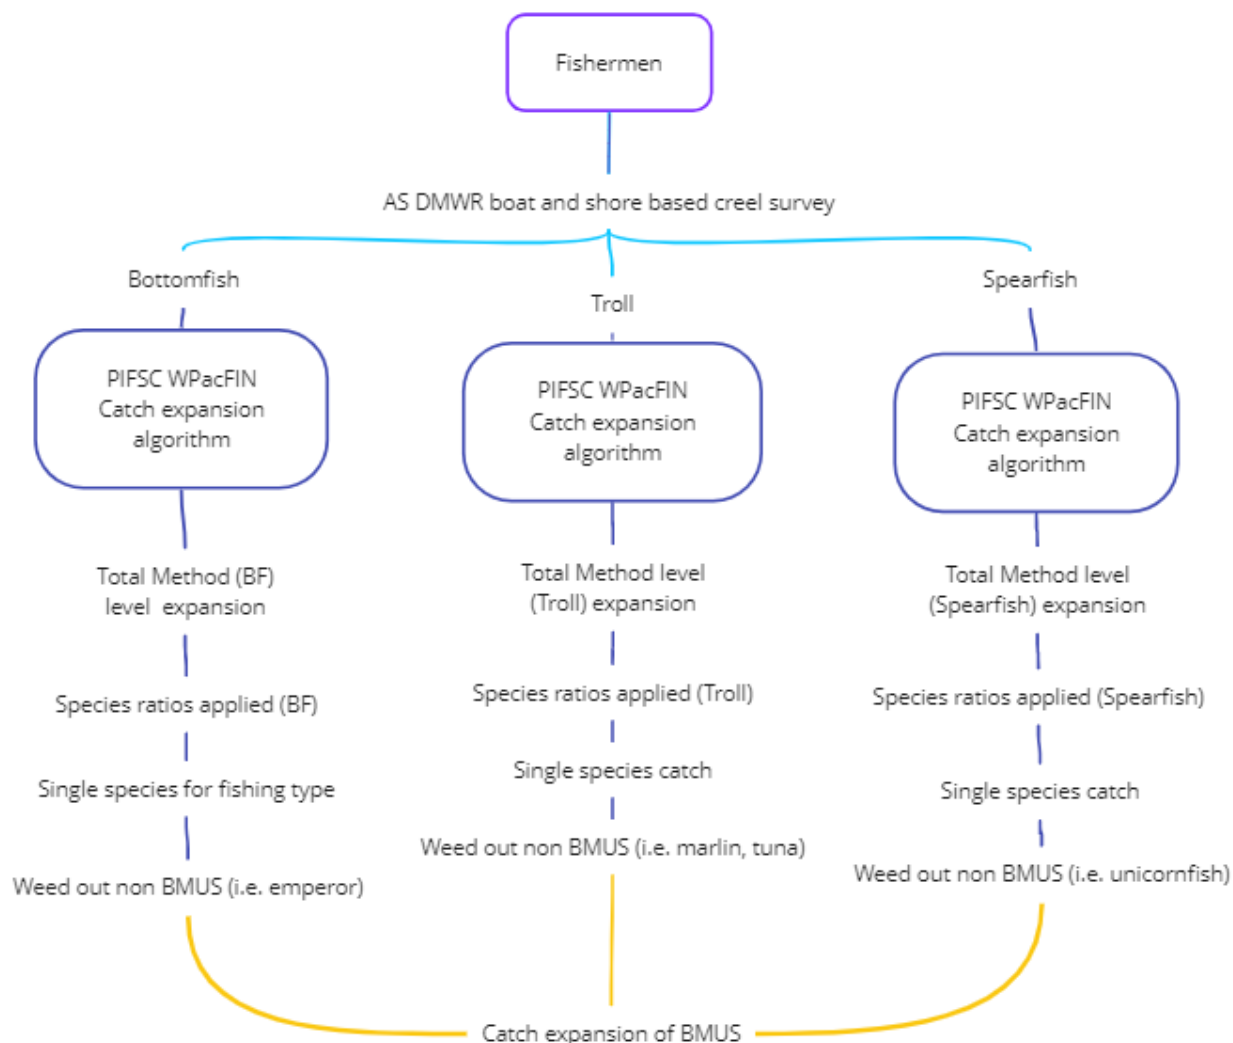 Fishermen
AS DMWR boat and shore based creel survey
Bottomfish
PIFSC WPacFIN
Catch expansion
algorithm
Total Method (BF)
level expansion
Species ratios applied (BF)
Single species for fishing type
Weed out non BMUS (i.e. emperor)
Troll
PIFSC WPacFIN
Catch expansion
algorithm
Total Method level
(Troll) expansion
Species ratios applied (Troll)
Single species catch
Weed out non BMUS (i.e. marlin, tuna)
Spearfish
PIFSC WPacFIN
Catch expansion
algorithm
Total Method level
(Spearfish) expansion
Species ratios applied (Spearfish)
Single species catch
Weed out non BMUS (i.e. unicornfish)
Catch expansion of BMUS